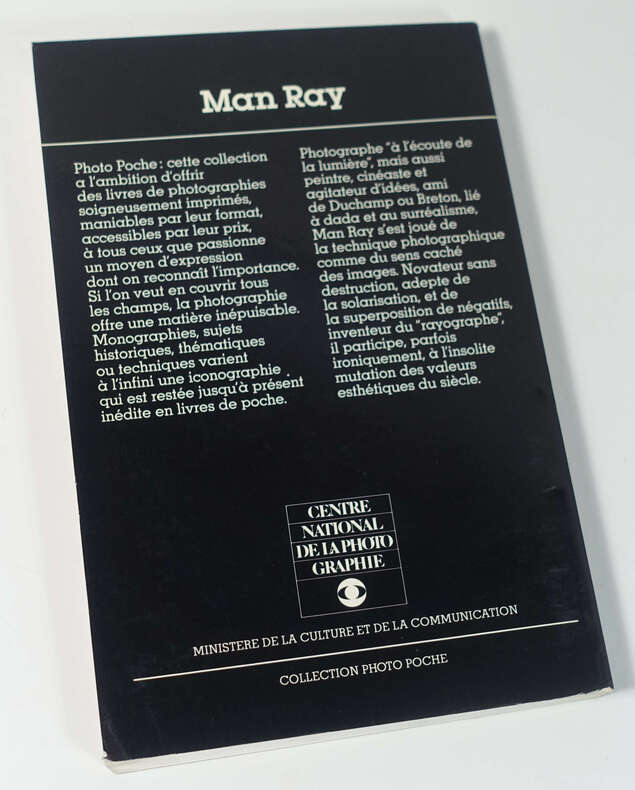 Man Ray
Photo Poche : cette collection
a l'ambition d'offrir
des livres de photographies
soigneusement imprimés,
maniables par leur format,
accessibles par leur prix,
à tous ceux que passionne
un moyen d'expression
dont on reconnaît l'importance.
Si l'on veut en couvrir tous
les champs, la photographie
offre une matière inépuisable.
Monographies, sujets
historiques, thématiques
ou techniques varient
à l'infini une iconographie
qui est restée jusqu'à présent
inédite en livres de poche.
Photographe "à l'écoute de
la lumière", mais aussi
peintre, cinéaste et
agitateur d'idées, ami
de Duchamp ou Breton, lié
à dada et au surréalisme,
Man Ray s'est joué de
la technique photographique
comme du sens caché
des images. Novateur sans
destruction, adepte de
la solarisation, et de
la superposition de négatifs,
inventeur du "rayographe",
il participe, parfois
ironiquement, à l'insolite
mutation des valeurs
esthétiques du siècle.
CENTRE
NATIONAL
DE LA PHOTO
GRAPHIE
MINISTERE DE LA CULTURE ET DE LA COMMUNICATION
COLLECTION PHOTO POCHE